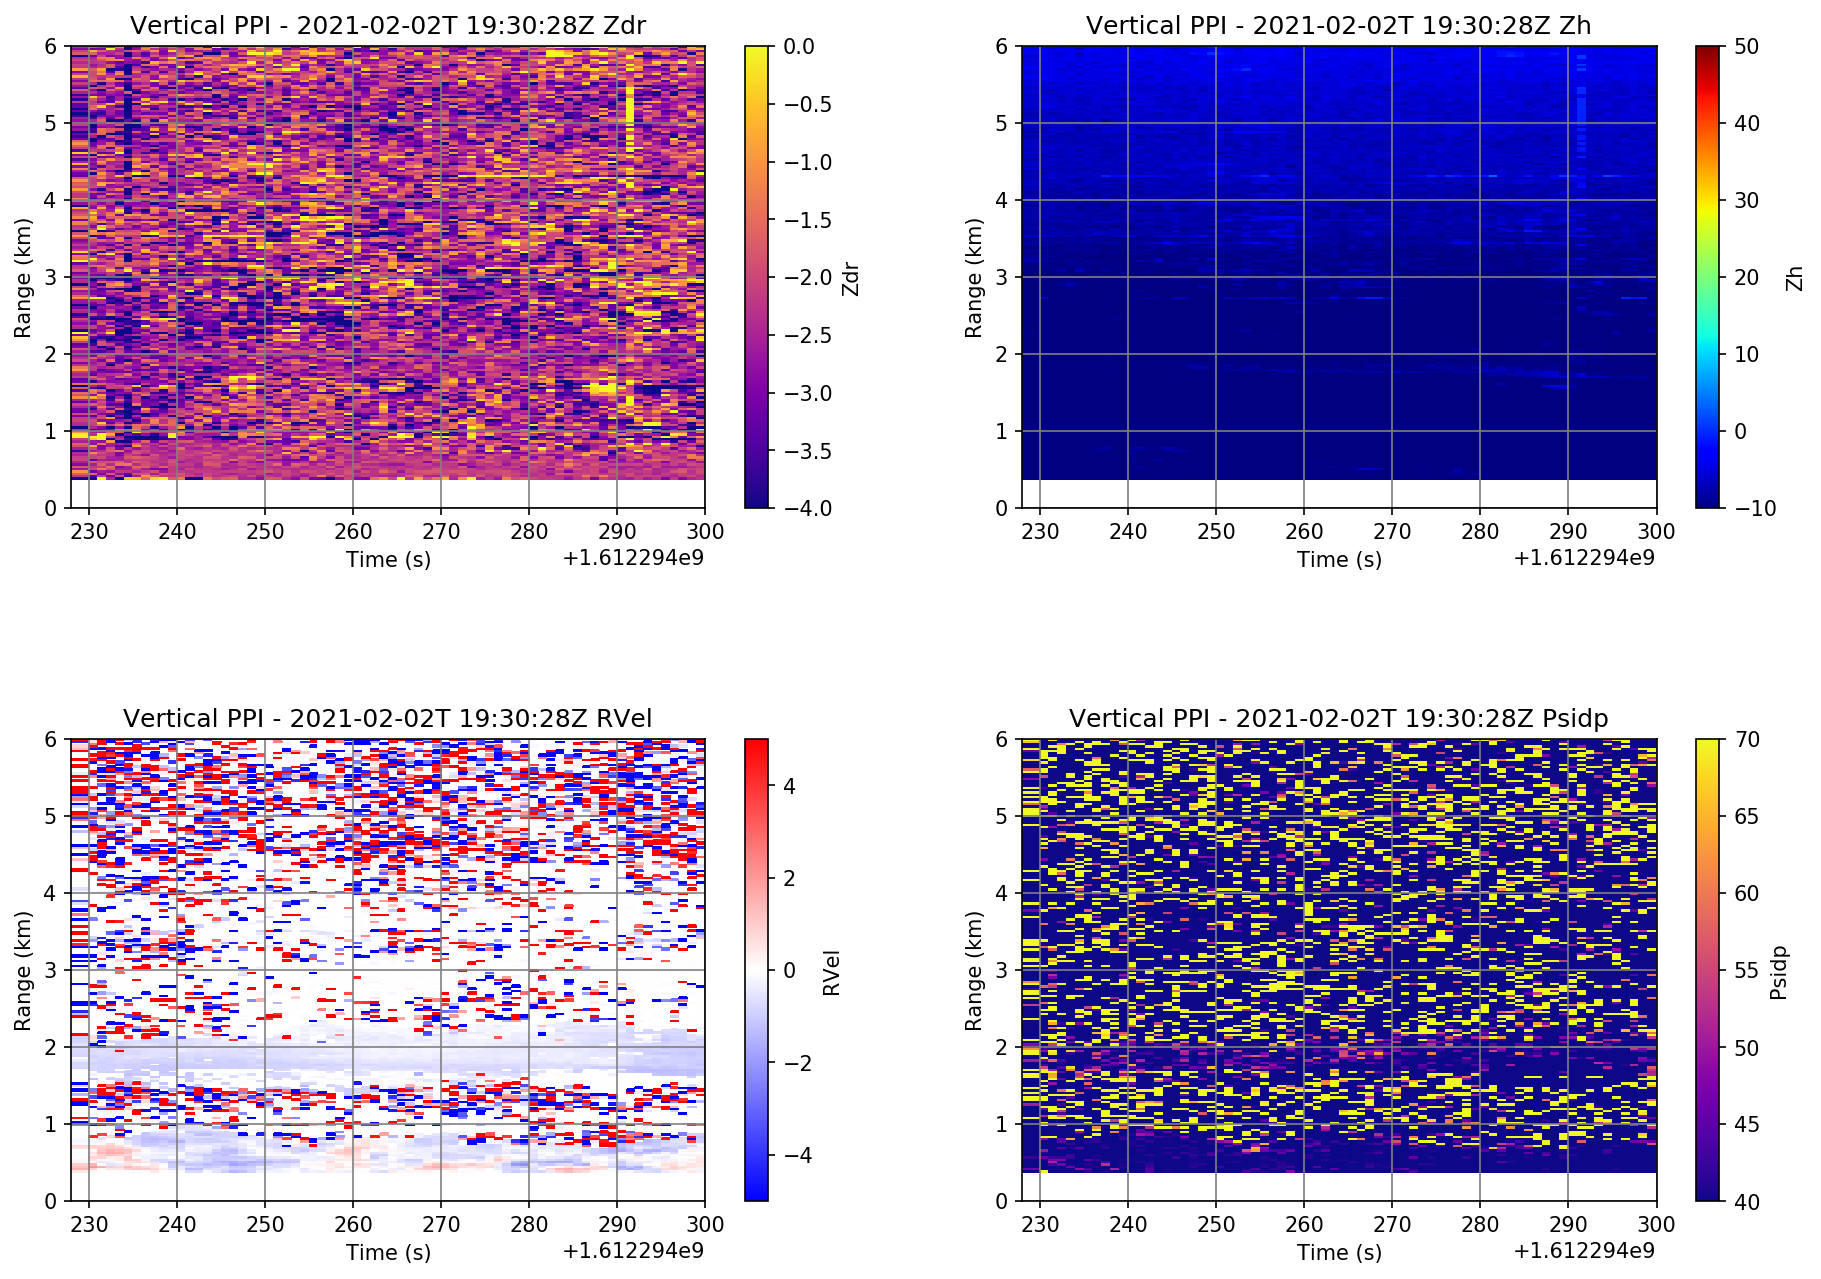 Vertical PPI - 2021-02-02T 19:30:28Z Zdr
6
5
4
3
2
1
0
Range (km)
230 240 250 260 270 280 290 300
Time (s)
+1.612294e9
0.0
−0.5
−1.0
−1.5
−2.0
−2.5
−3.0
−3.5
−4.0
Zdr
Vertical PPI - 2021-02-02T 19:30:28Z Zh
6
5
4
3
2
1
0
Range (km)
230 240 250 260 270 280 290 300
Time (s)
+1.612294e9
50
40
30
20
10
0
−10
Zh
Vertical PPI - 2021-02-02T 19:30:28Z RVel
6
5
4
3
2
1
0
Range (km)
230 240 250 260 270 280 290 300
Time (s)
+1.612294e9
4
2
0
−2
−4
RVel
Vertical PPI - 2021-02-02T 19:30:28Z Psidp
6
5
4
3
2
1
0
Range (km)
230 240 250 260 270 280 290 300
Time (s)
+1.612294e9
70
65
60
55
50
45
40
Psidp